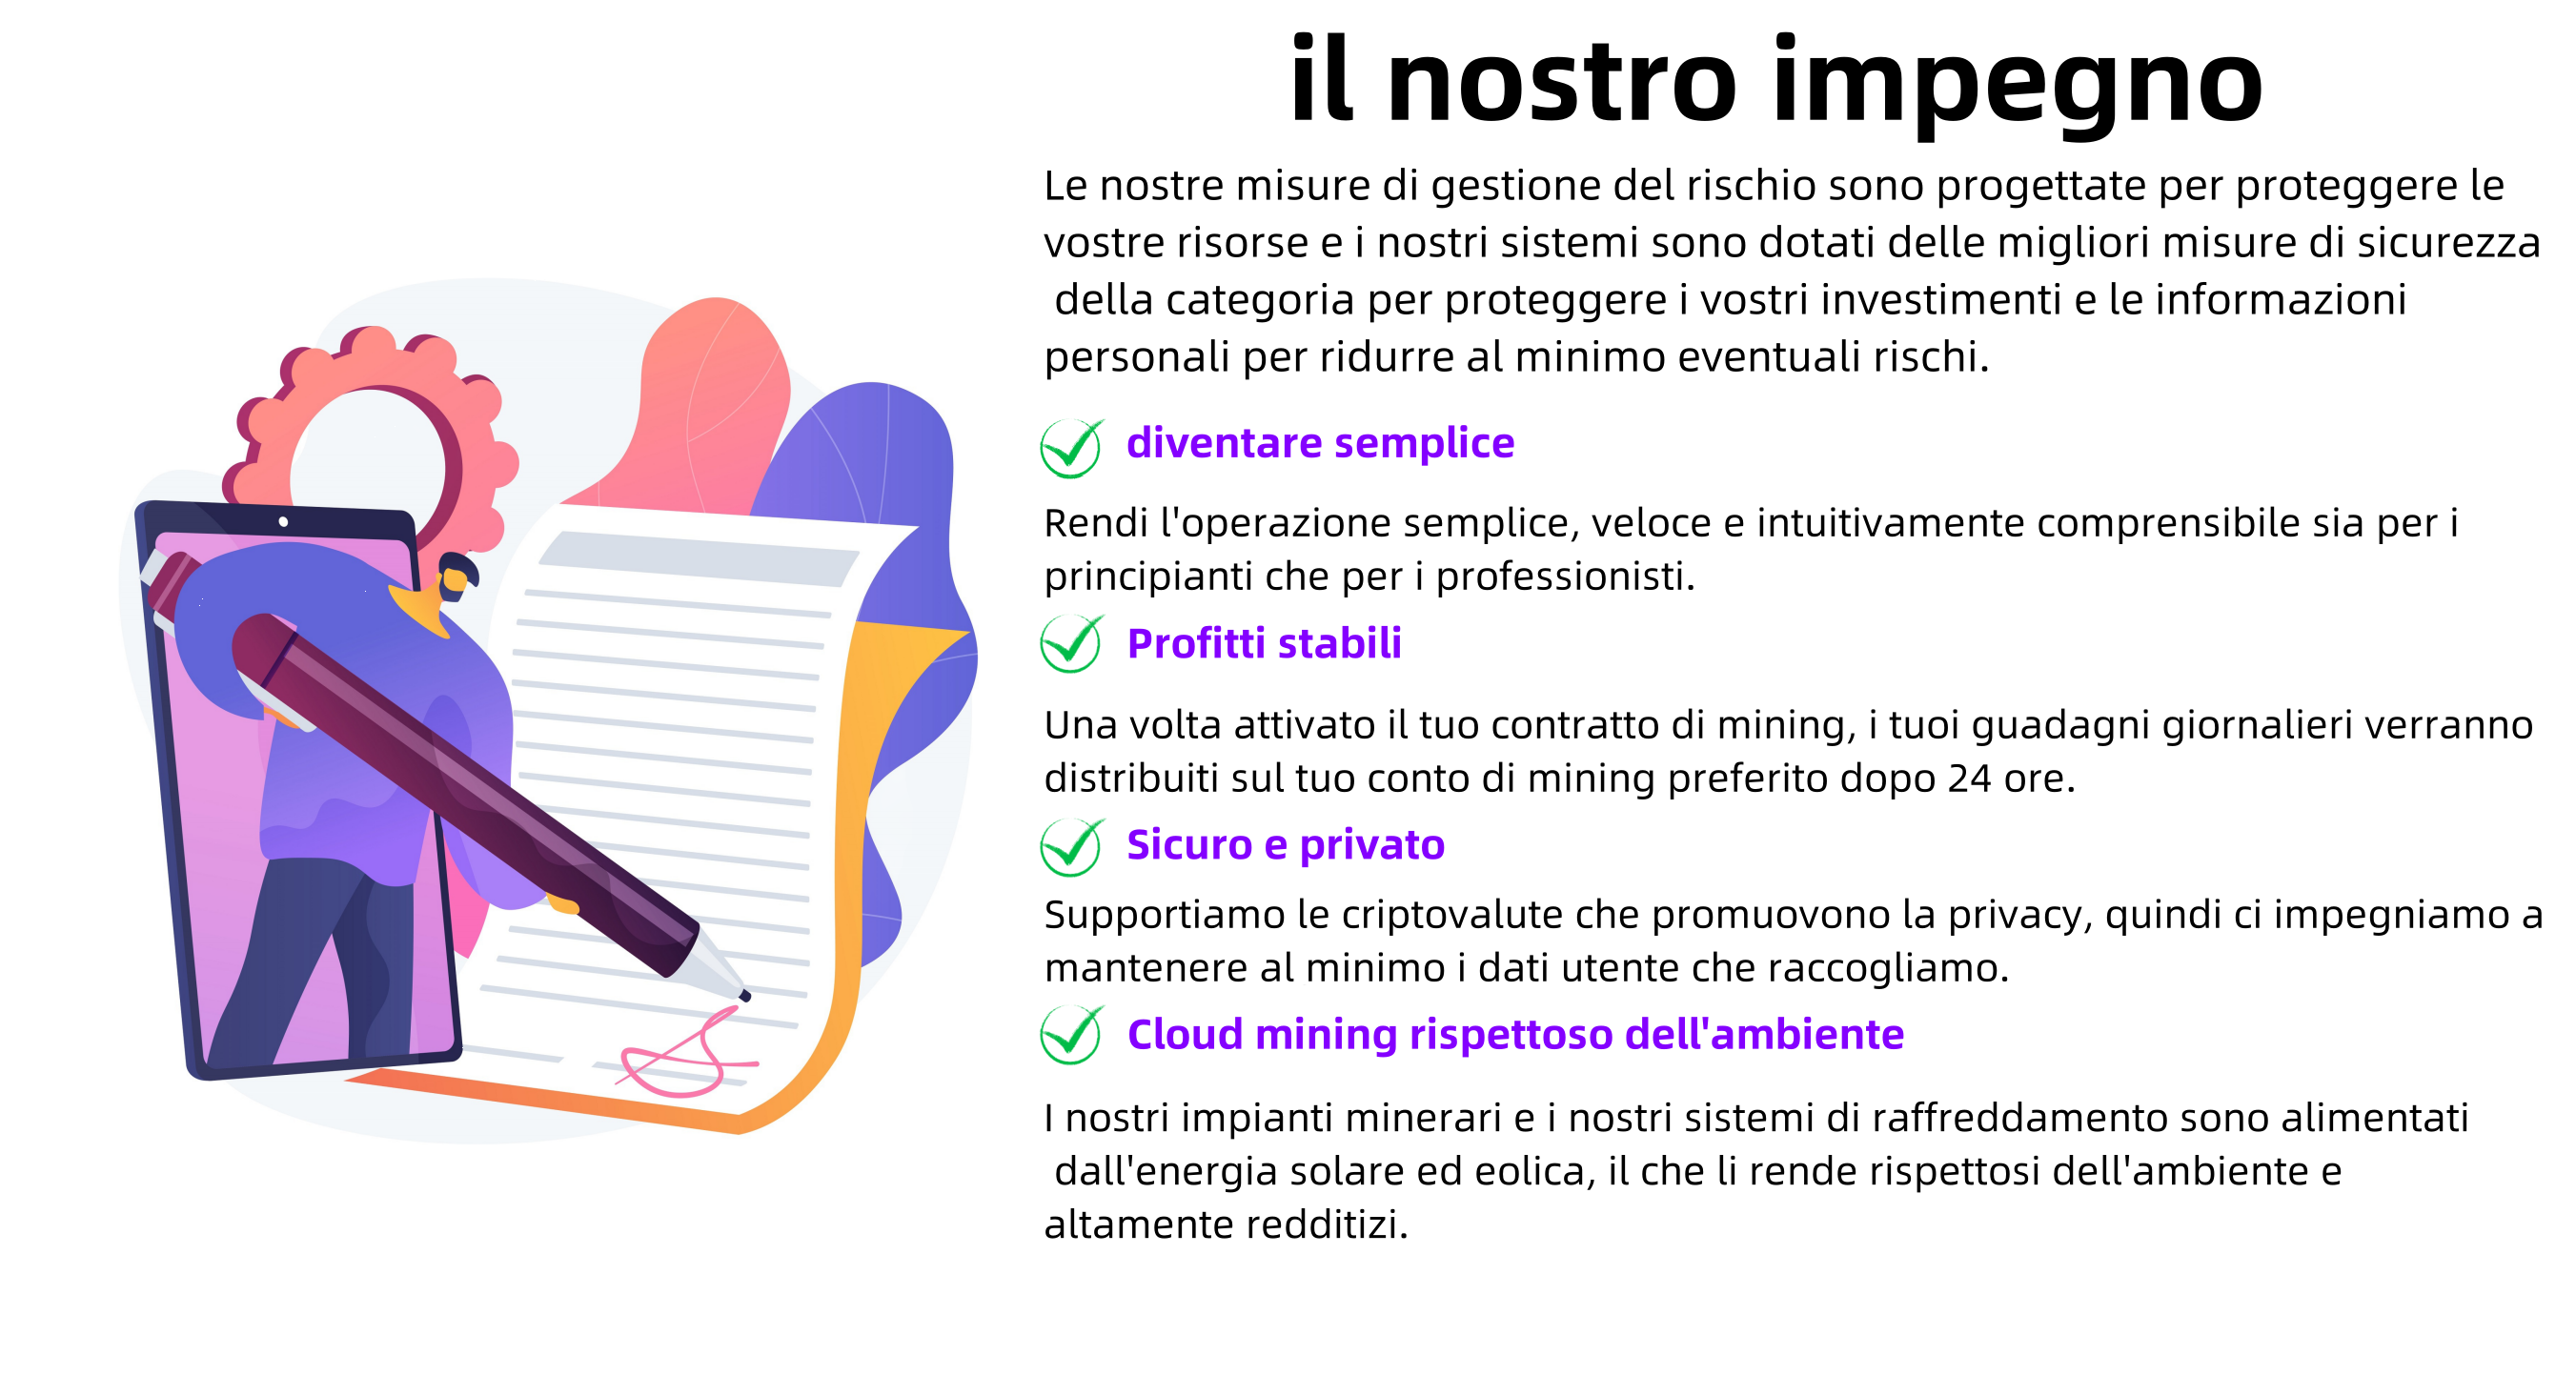 il nostro impegno
Le nostre misure di gestione del rischio sono progettate per proteggere le
vostre risorse e i nostri sistemi sono dotati delle migliori misure di sicurezza
della categoria per proteggere i vostri investimenti e le informazioni
personali per ridurre al minimo eventuali rischi.
diventare semplice
Rendi l'operazione semplice, veloce e intuitivamente comprensibile sia per i
principianti che per i professionisti.
Profitti stabili
Una volta attivato il tuo contratto di mining, i tuoi guadagni giornalieri verranno
distribuiti sul tuo conto di mining preferito dopo 24 ore.
Sicuro e privato
Supportiamo le criptovalute che promuovono la privacy, quindi ci impegniamo a
mantenere al minimo i dati utente che raccogliamo.
Cloud mining rispettoso dell'ambiente
I nostri impianti minerari e i nostri sistemi di raffreddamento sono alimentati
dall'energia solare ed eolica, il che li rende rispettosi dell'ambiente e
altamente redditizi.